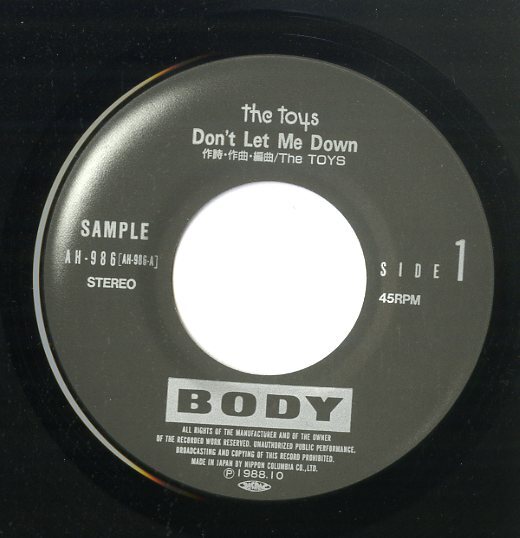 the toys
Don't Let Me Down
作詩・作曲・編曲/The TOYS
SAMPLE
AH-986[AH-986-A]
STEREO
SIDE 1
45RPM
BODY
ALL RIGHTS OF THE MANUFACTURER AND OF THE OWNER
OF THE RECORDED WORK RESERVED. UNAUTHORIZED PUBLIC PERFORMANCE,
BROADCASTING AND COPYING OF THIS RECORD PROHIBITED.
MADE IN JAPAN BY NIPPON COLUMBIA CO.,LTD.
Ⓟ1988.10